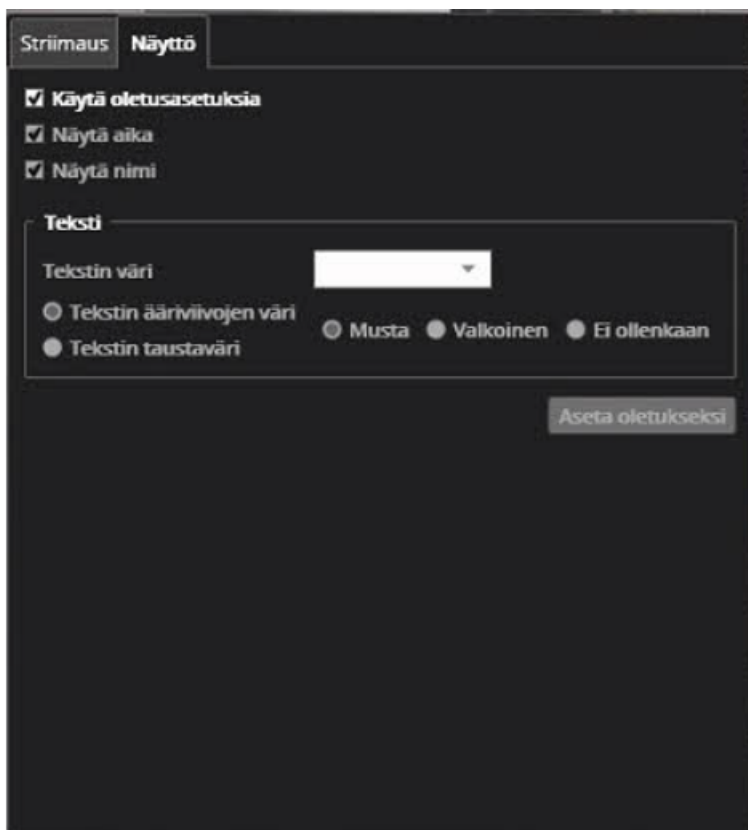 Striimaus Näyttö
Käytä oletusasetuksia
Näytä aika
Näytä nimi
Teksti
Tekstin väri
Tekstin ääriviivojen väri
Tekstin taustaväri
Musta Valkoinen Ei ollenkaan
Aseta oletukseksi